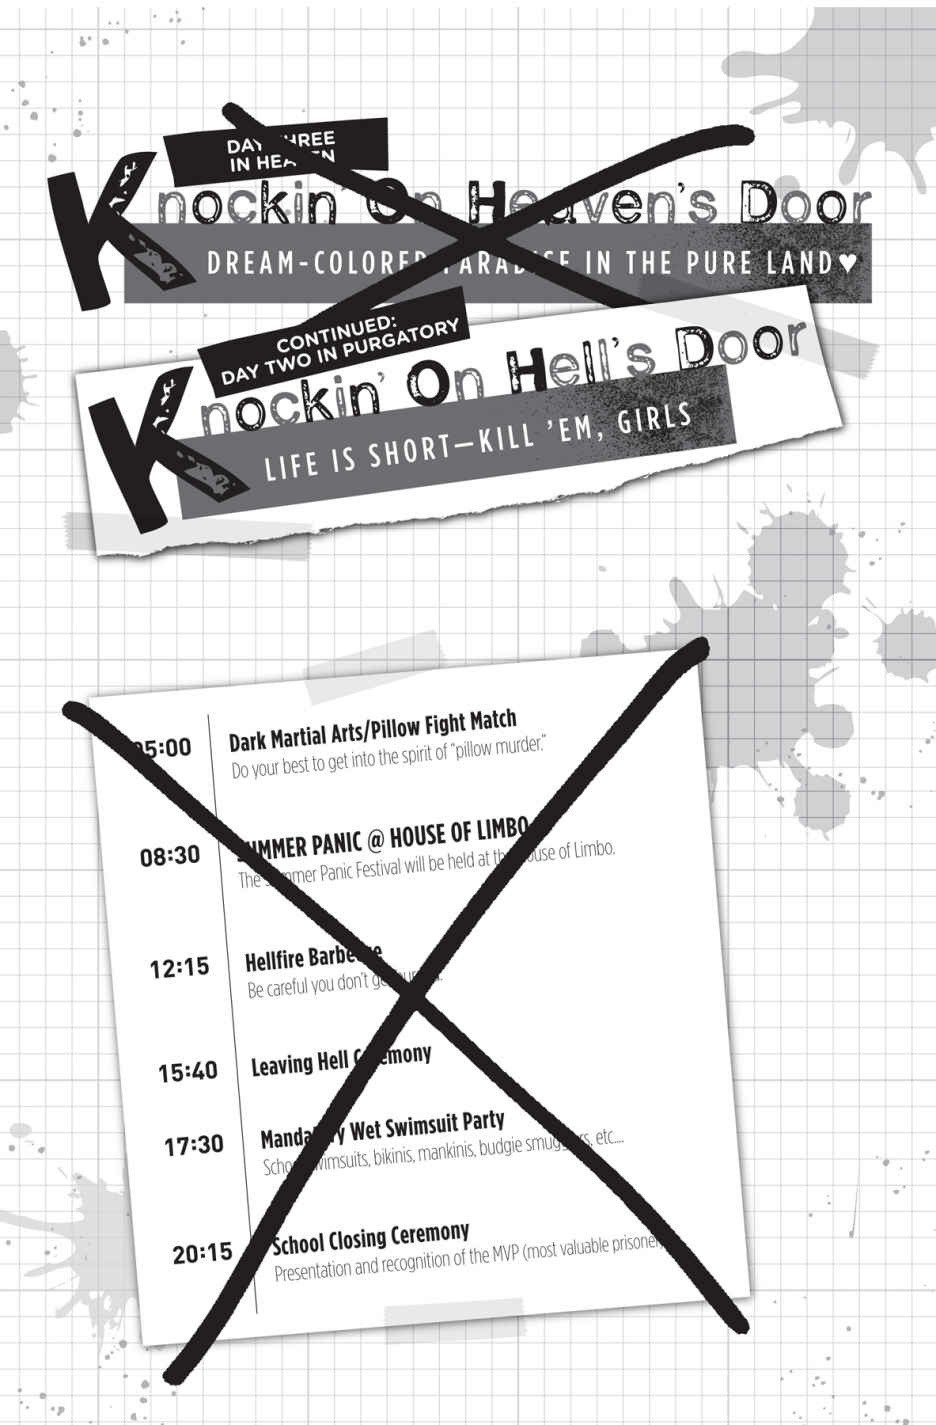 DAY THREE
IN HEAVEN
Knockin' On Heaven's Door
DREAM-COLORED PARADISE IN THE PURE LAND♥
CONTINUED:
DAY TWO IN PURGATORY
Knockin' On Hell's Door
LIFE IS SHORT—KILL 'EM, GIRLS
05:00 Dark Martial Arts/Pillow Fight Match
Do your best to get into the spirit of “pillow murder.”
08:30 SUMMER PANIC @ HOUSE OF LIMBO
The Summer Panic Festival will be held at the House of Limbo.
12:15 Hellfire Barbecue
Be careful you don't get burned.
15:40 Leaving Hell Ceremony
17:30 Mandatory Wet Swimsuit Party
School swimsuits, bikinis, mankinis, budgie smugglers, etc....
20:15 School Closing Ceremony
Presentation and recognition of the MVP (most valuable prisoner)